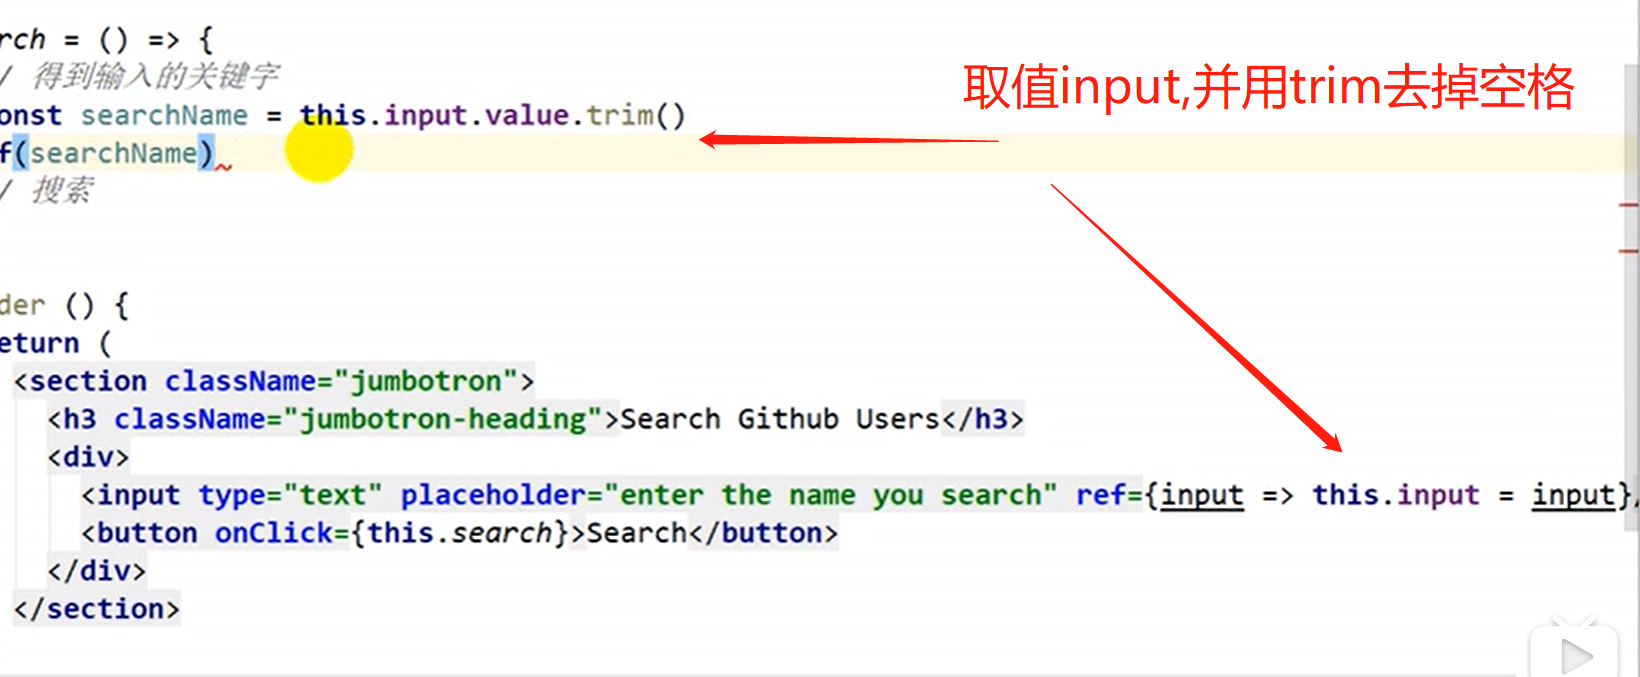 rch = () => {
/ 得到输入的关键字
取值input,并用trim去掉空格
onst searchName = this.input.value.trim()
f(searchName)
/ 搜索
der () {
eturn (
<section className="jumbotron">
<h3 className="jumbotron-heading">Search Github Users</h3>
<div>
<input type="text" placeholder="enter the name you search" ref={input => this.input = input}/
<button onClick={this.search}>Search</button>
</div>
</section>